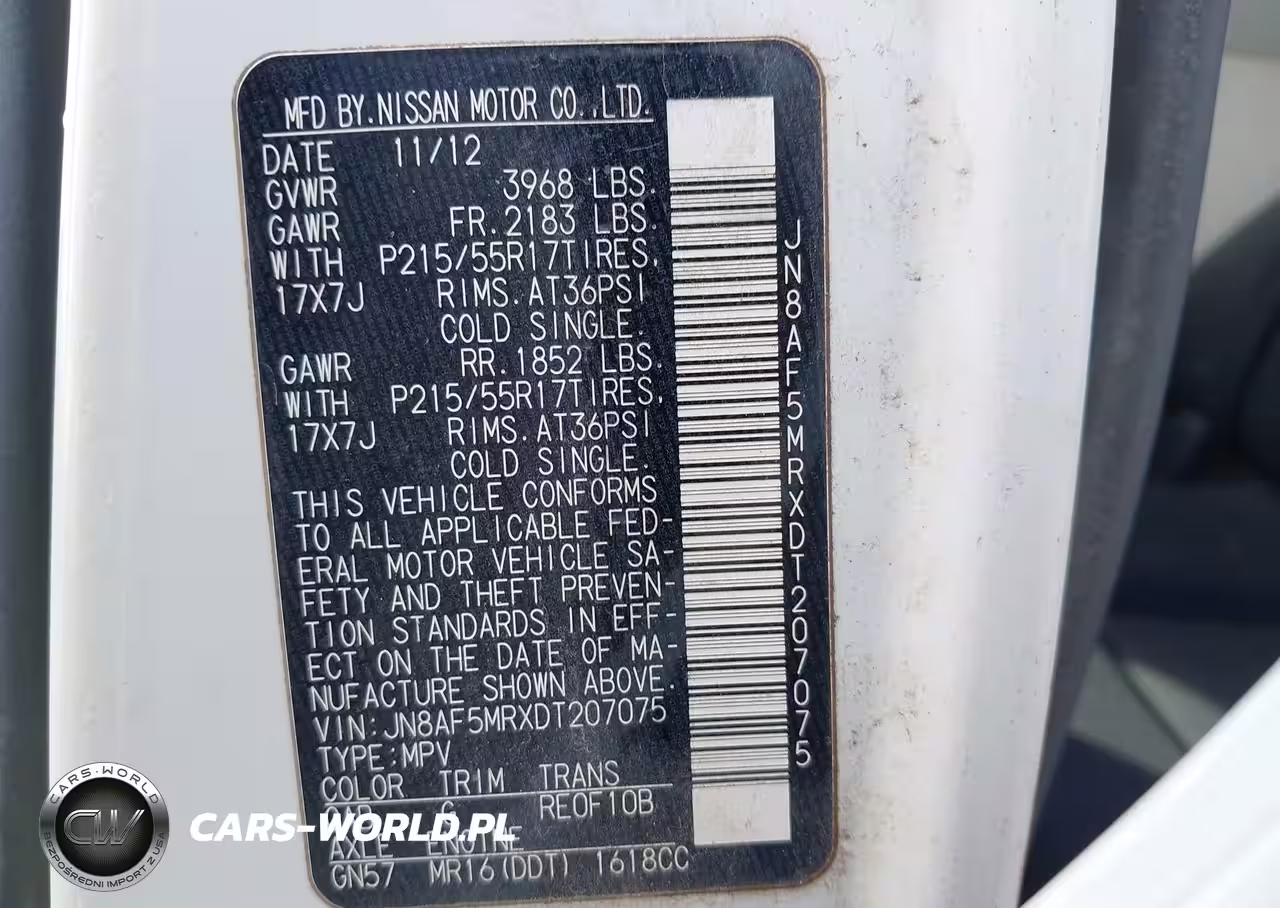 MFD BY.NISSAN MOTOR CO.,LTD.
DATE 11/12
GVWR 3968 LBS.
GAWR FR.2183 LBS.
WITH P215/55R17TIRES,
17X7J RIMS.AT36PSI
COLD SINGLE.
GAWR RR.1852 LBS.
WITH P215/55R17TIRES,
17X7J RIMS.AT36PSI
COLD SINGLE.
THIS VEHICLE CONFORMS
TO ALL APPLICABLE FED-
ERAL MOTOR VEHICLE SA-
FETY AND THEFT PREVEN-
TION STANDARDS IN EFF-
ECT ON THE DATE OF MA-
NUFACTURE SHOWN ABOVE.
VIN:JN8AF5MRXDT207075
TYPE:MPV
COLOR TRIM TRANS
REOF10B
AXLE ENGINE
GN57 MR16(DDT) 1618CC
JN8AF5MRXDT207075
CARS-WORLD
CW
BEZPOŚREDNI IMPORT Z USA
CARS-WORLD.PL